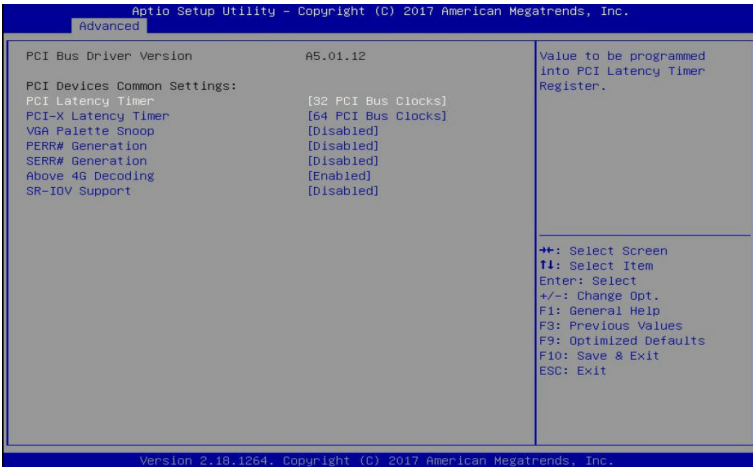 Aptio Setup Utility – Copyright (C) 2017 American Megatrends, Inc.
Advanced
PCI Bus Driver Version A5.01.12
PCI Devices Common Settings:
PCI Latency Timer [32 PCI Bus Clocks]
PCI-X Latency Timer [64 PCI Bus Clocks]
VGA Palette Snoop [Disabled]
PERR# Generation [Disabled]
SERR# Generation [Disabled]
Above 4G Decoding [Enabled]
SR-IOV Support [Disabled]
Value to be programmed
into PCI Latency Timer
Register.
→←: Select Screen
↑↓: Select Item
Enter: Select
+/-: Change Opt.
F1: General Help
F3: Previous Values
F9: Optimized Defaults
F10: Save & Exit
ESC: Exit
Version 2.18.1264. Copyright (C) 2017 American Megatrends, Inc.